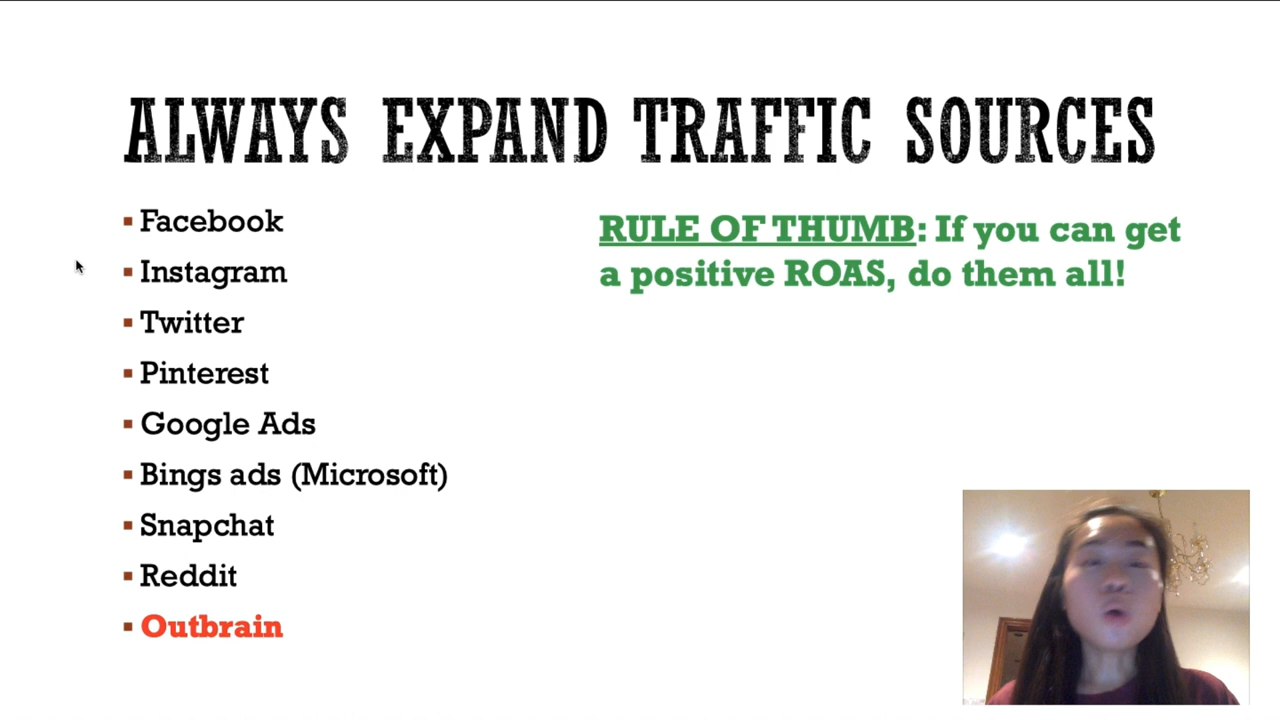 ALWAYS EXPAND TRAFFIC SOURCES
Facebook
Instagram
Twitter
Pinterest
Google Ads
Bings ads (Microsoft)
Snapchat
Reddit
Outbrain
RULE OF THUMB: If you can get
a positive ROAS, do them all!